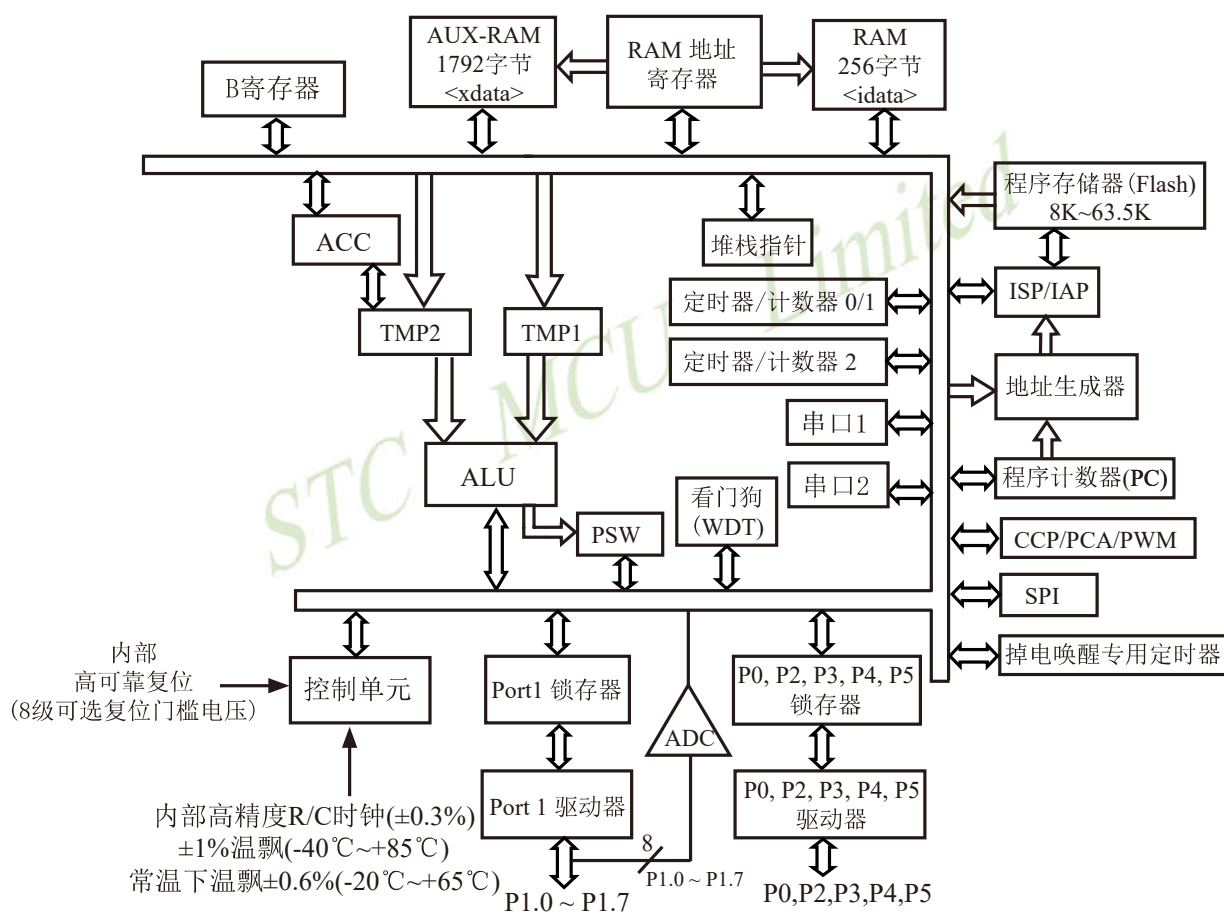 AUX-RAM
1792字节
<xdata>
RAM 地址
寄存器
RAM
256字节
<idata>
B寄存器
程序存储器(Flash)
8K~63.5K
ACC
堆栈指针
ISP/IAP
定时器/计数器 0/1
TMP2
TMP1
定时器/计数器 2
地址生成器
串口1
ALU
串口2
程序计数器(PC)
看门狗
(WDT)
PSW
CCP/PCA/PWM
SPI
掉电唤醒专用定时器
内部
高可靠复位
(8级可选复位门槛电压)
控制单元
Port1 锁存器
ADC
P0, P2, P3, P4, P5
锁存器
内部高精度R/C时钟(±0.3%)
±1%温飘(-40℃~+85℃)
常温下温飘±0.6%(-20℃~+65℃)
Port 1 驱动器
P0, P2, P3, P4, P5
驱动器
8
P1.0 ~ P1.7
P1.0 ~ P1.7
P0,P2,P3,P4,P5
STC MCU Limited